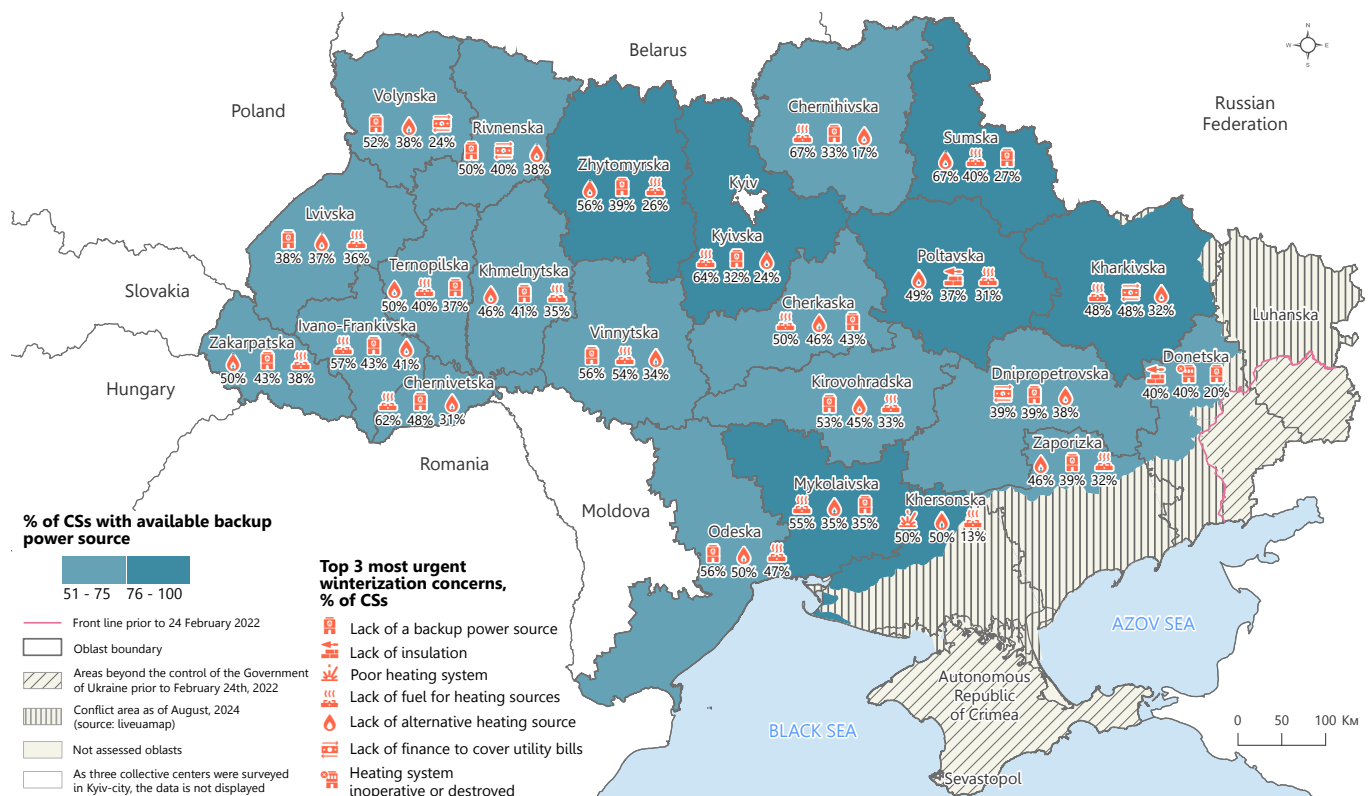 N
W
E
S
Belarus
Poland
Russian
Federation
Volynska
52% 38% 24%
Rivnenska
50% 40% 38%
Zhytomyrska
56% 39% 26%
Kyiv
Kyivska
64% 32% 24%
Chernihivska
67% 33% 17%
Sumska
67% 40% 27%
Lvivska
38% 37% 36%
Ternopilska
50% 40% 37%
Khmelnytska
46% 41% 35%
Poltavska
49% 37% 31%
Kharkivska
48% 48% 32%
Luhanska
Slovakia
Cherkaska
50% 46% 43%
Vinnytska
56% 54% 34%
Ivano-Frankivska
57% 43% 41%
Zakarpatska
50% 43% 38%
Hungary
Chernivetska
62% 48% 31%
Kirovohradska
53% 45% 33%
Dnipropetrovska
39% 39% 38%
Donetska
40% 40% 20%
Zaporizka
46% 39% 32%
Romania
Moldova
Mykolaivska
55% 35% 35%
Khersonska
50% 50% 13%
Odeska
56% 50% 47%
AZOV SEA
BLACK SEA
Autonomous
Republic
of Crimea
Sevastopol
0 50 100 Км
% of CSs with available backup
power source
51 - 75 76 - 100
Front line prior to 24 February 2022
Oblast boundary
Areas beyond the control of the Government
of Ukraine prior to February 24th, 2022
Conflict area as of August, 2024
(source: liveuamap)
Not assessed oblasts
As three collective centers were surveyed
in Kyiv-city, the data is not displayed
Top 3 most urgent
winterization concerns,
% of CSs
Lack of a backup power source
Lack of insulation
Poor heating system
Lack of fuel for heating sources
Lack of alternative heating source
Lack of finance to cover utility bills
Heating system
inoperative or destroyed